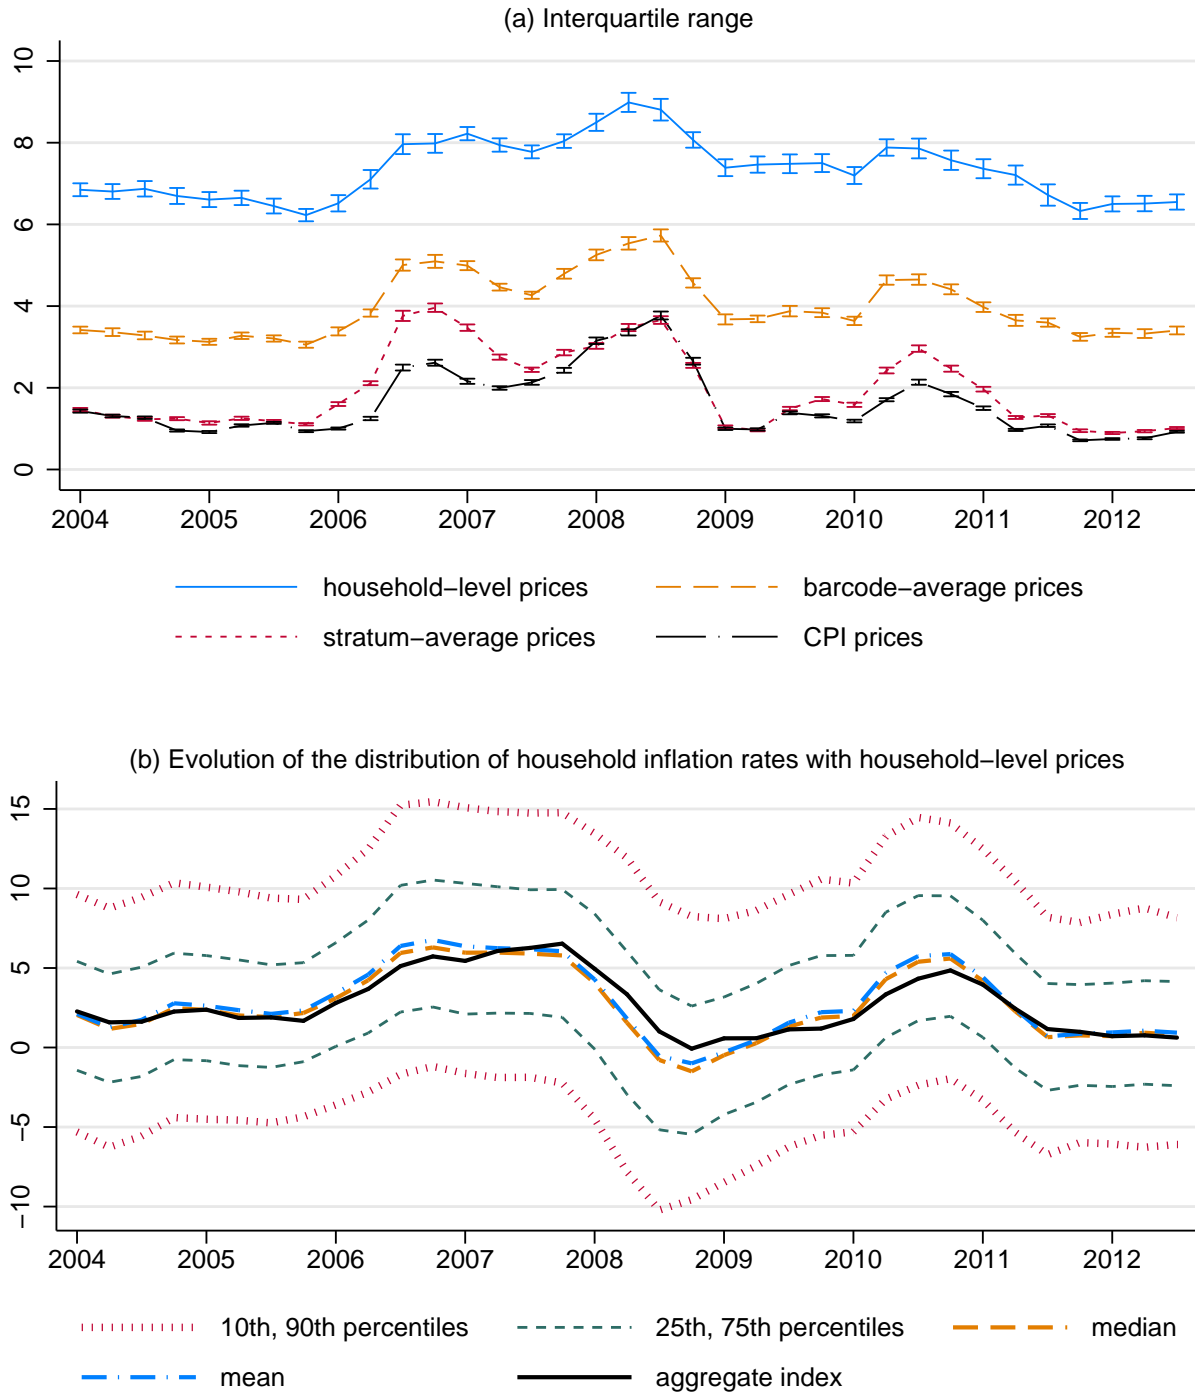 (a) Interquartile range
10
8
6
4
2
0
2004 2005 2006 2007 2008 2009 2010 2011 2012
household−level prices barcode−average prices
stratum−average prices CPI prices
(b) Evolution of the distribution of household inflation rates with household−level prices
15
10
5
0
−5
−10
2004 2005 2006 2007 2008 2009 2010 2011 2012
10th, 90th percentiles 25th, 75th percentiles median
mean aggregate index